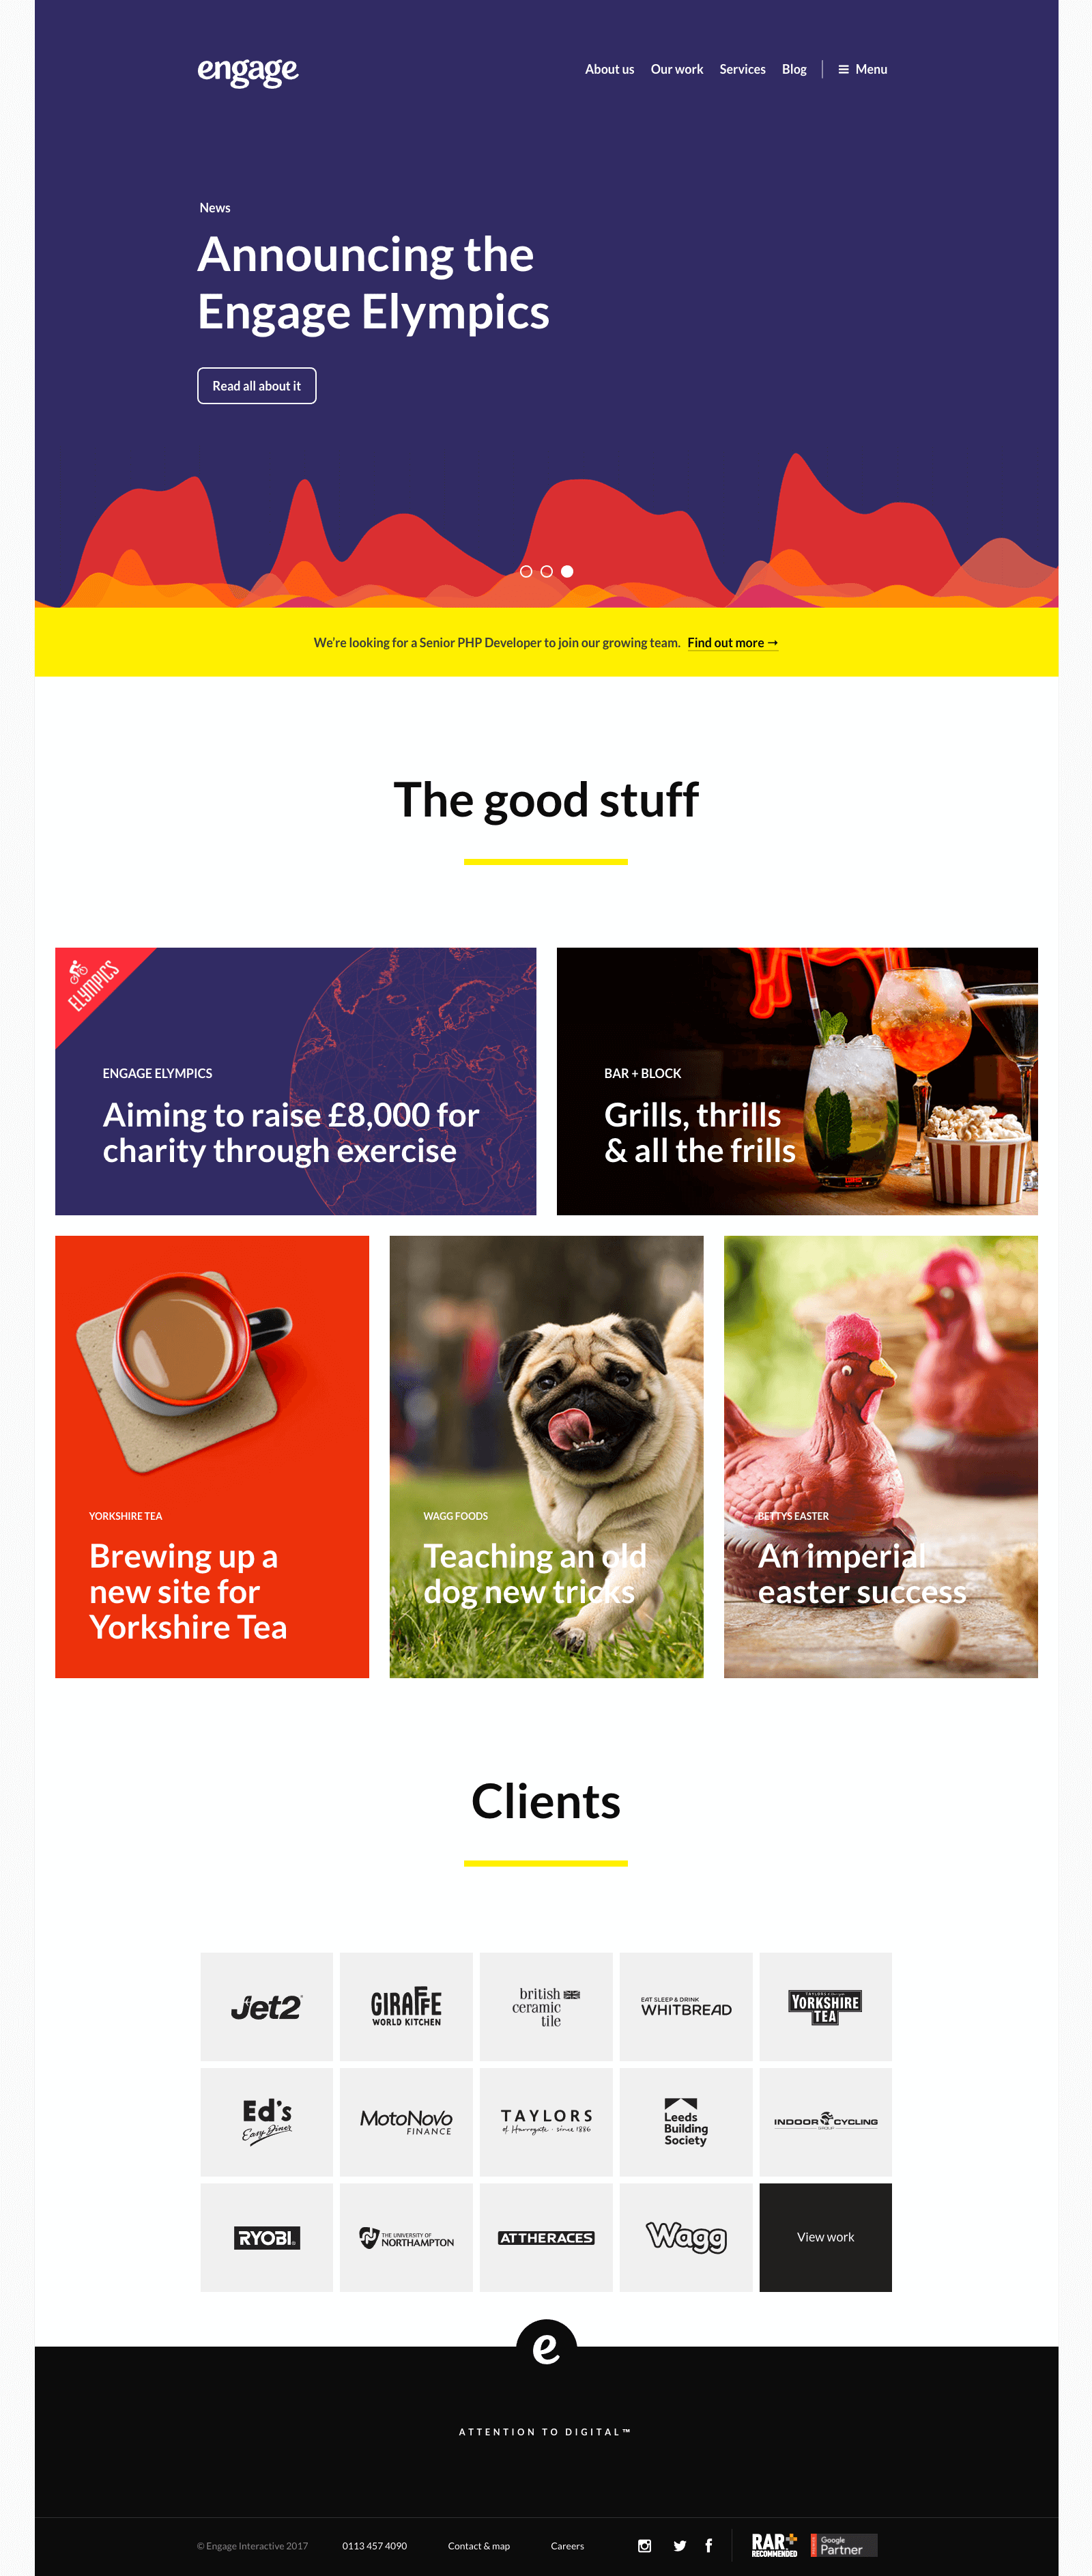 engage
About us Our work Services Blog Menu
News
Announcing the
Engage Elympics
Read all about it
We’re looking for a Senior PHP Developer to join our growing team. Find out more →
The good stuff
ELYMPICS
ENGAGE ELYMPICS
Aiming to raise £8,000 for
charity through exercise
BAR + BLOCK
Grills, thrills
& all the frills
YORKSHIRE TEA
Brewing up a
new site for
Yorkshire Tea
WAGG FOODS
Teaching an old
dog new tricks
BETTYS EASTER
An imperial
easter success
Clients
Jet2
GIRAFFE
WORLD KITCHEN
british
ceramic
tile
EAT SLEEP & DRINK
WHITBREAD
YORKSHIRE
TEA
Ed's
Easy Diner
MotoNovo
FINANCE
TAYLORS
of Harrogate · since 1886
Leeds
Building
Society
INDOOR CYCLING
GROUP
RYOBI
THE UNIVERSITY OF
NORTHAMPTON
ATTHERACES
Wagg
View work
e
ATTENTION TO DIGITAL™
© Engage Interactive 2017 0113 457 4090 Contact & map Careers
RAR+
RECOMMENDED
Google
Partner